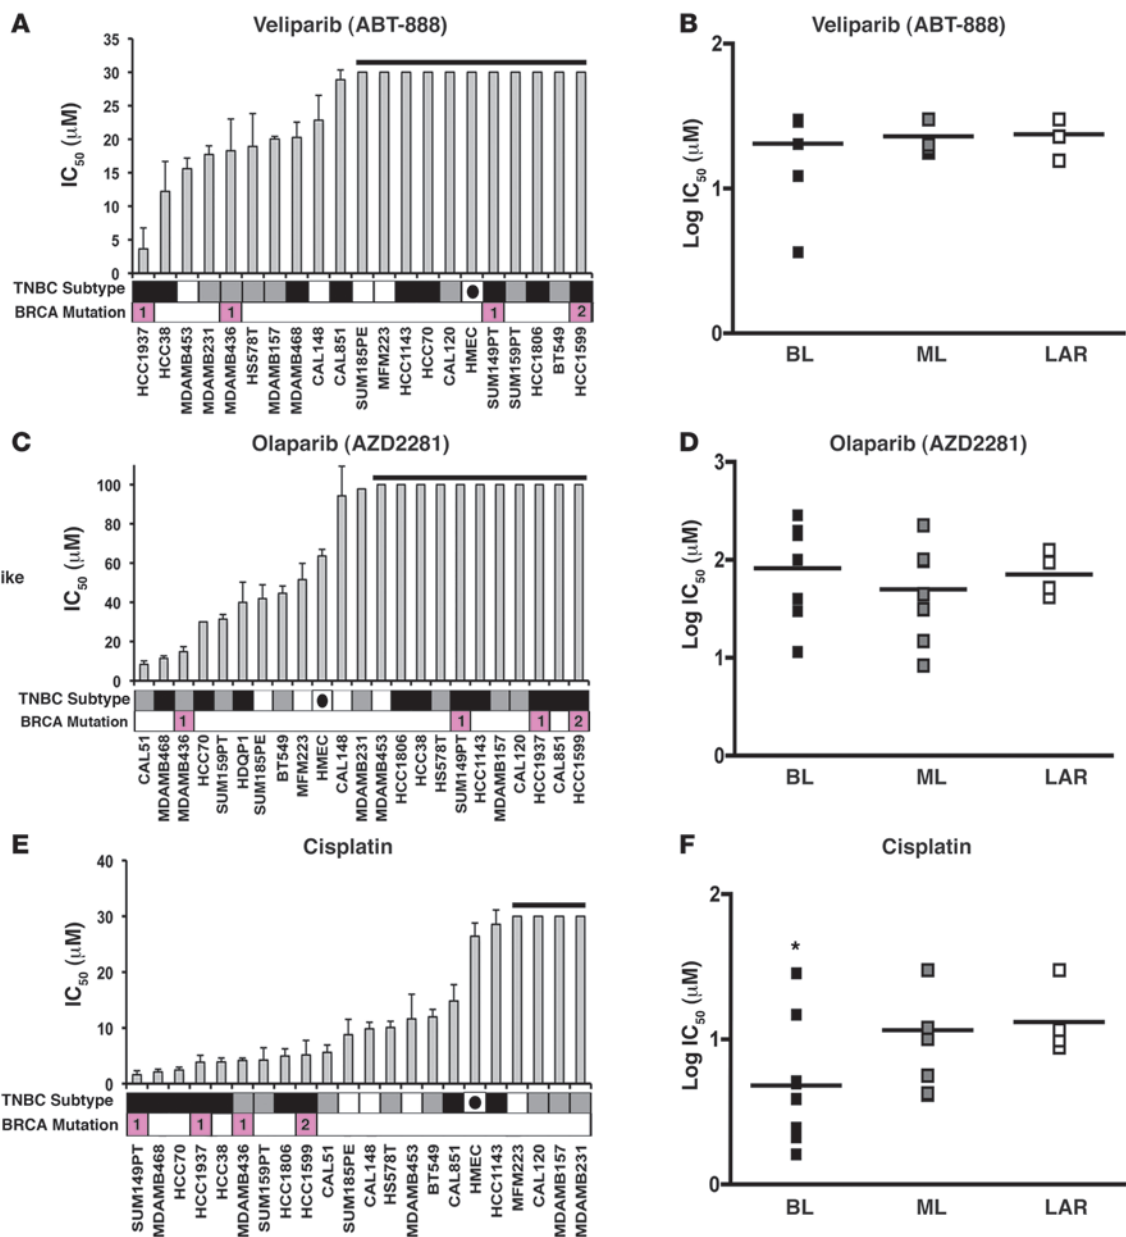 A
Veliparib (ABT-888)
35
30
25
20
15
10
5
0
IC50 (μM)
TNBC Subtype
BRCA Mutation
1
1
1
2
HCC1937
HCC38
MDAMB453
MDAMB231
MDAMB436
HS578T
MDAMB157
MDAMB468
CAL148
CAL851
SUM185PE
MFM223
HCC1143
HCC70
CAL120
HMEC
SUM149PT
SUM159PT
HCC1806
BT549
HCC1599
B
Veliparib (ABT-888)
2
1
0
Log IC50 (μM)
BL
ML
LAR
C
Olaparib (AZD2281)
100
80
60
40
20
0
IC50 (μM)
ike
TNBC Subtype
BRCA Mutation
1
1
1
2
CAL51
MDAMB468
MDAMB436
HCC70
SUM159PT
HDQP1
SUM185PE
BT549
MFM223
HMEC
CAL148
MDAMB231
MDAMB453
HCC1806
HCC38
HS578T
SUM149PT
HCC1143
MDAMB157
CAL120
HCC1937
CAL851
HCC1599
D
Olaparib (AZD2281)
3
2
1
0
Log IC50 (μM)
BL
ML
LAR
E
Cisplatin
40
30
20
10
0
IC50 (μM)
TNBC Subtype
BRCA Mutation
1
1
1
2
SUM149PT
MDAMB468
HCC70
HCC1937
HCC38
MDAMB436
SUM159PT
HCC1806
HCC1599
CAL51
SUM185PE
CAL148
HS578T
MDAMB453
BT549
CAL851
HMEC
HCC1143
MFM223
CAL120
MDAMB157
MDAMB231
F
Cisplatin
2
1
0
Log IC50 (μM)
*
BL
ML
LAR